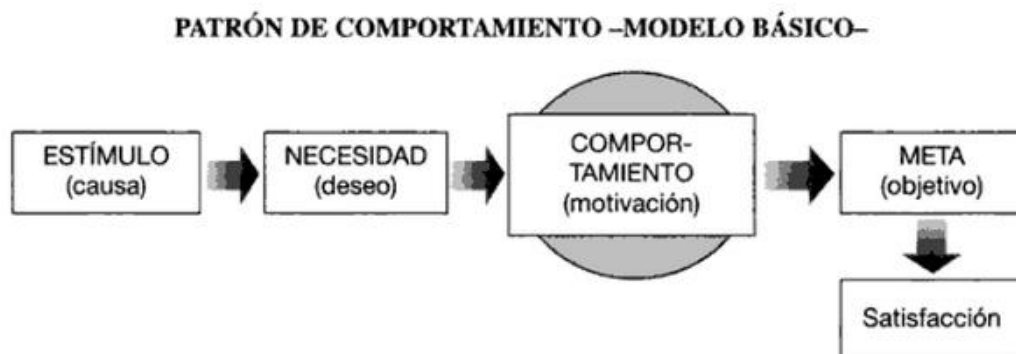 PATRÓN DE COMPORTAMIENTO –MODELO BÁSICO–
ESTÍMULO
(causa)
NECESIDAD
(deseo)
COMPOR-
TAMIENTO
(motivación)
META
(objetivo)
Satisfacción